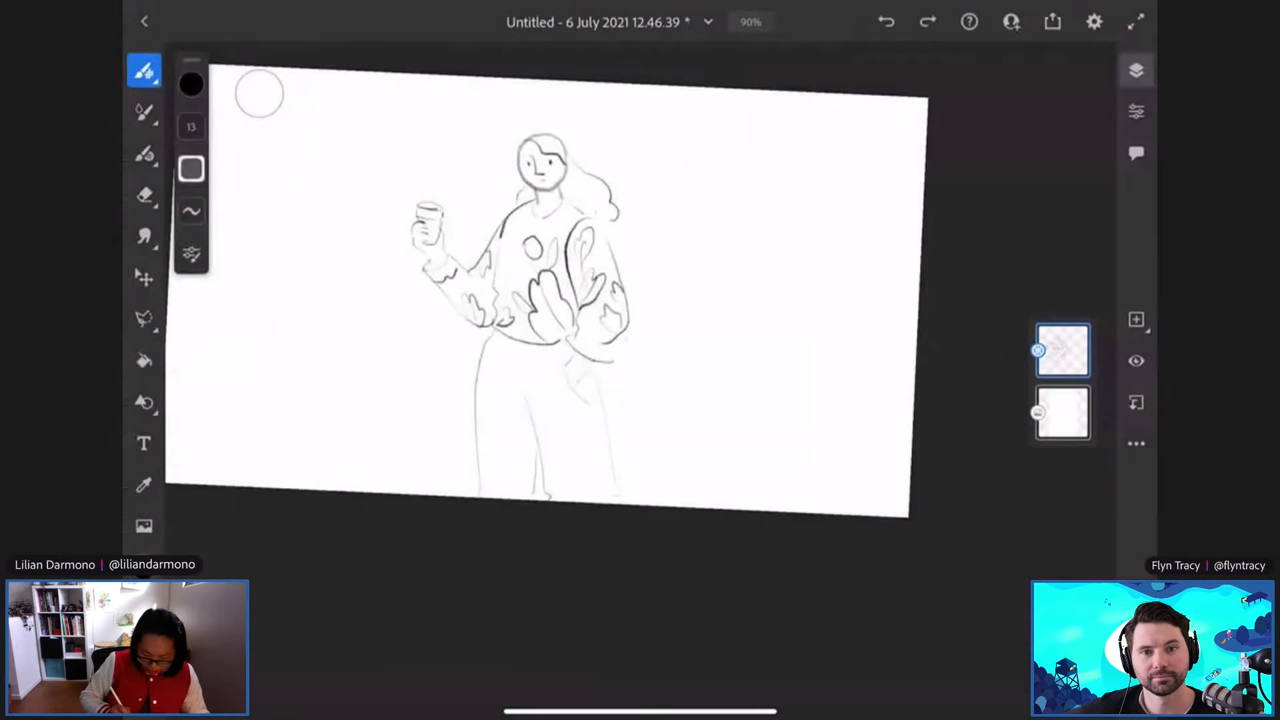 Untitled - 6 July 2021 12.46.39 *
90%
13
T
Lilian Darmono | @liliandarmono
Flyn Tracy | @flyntracy